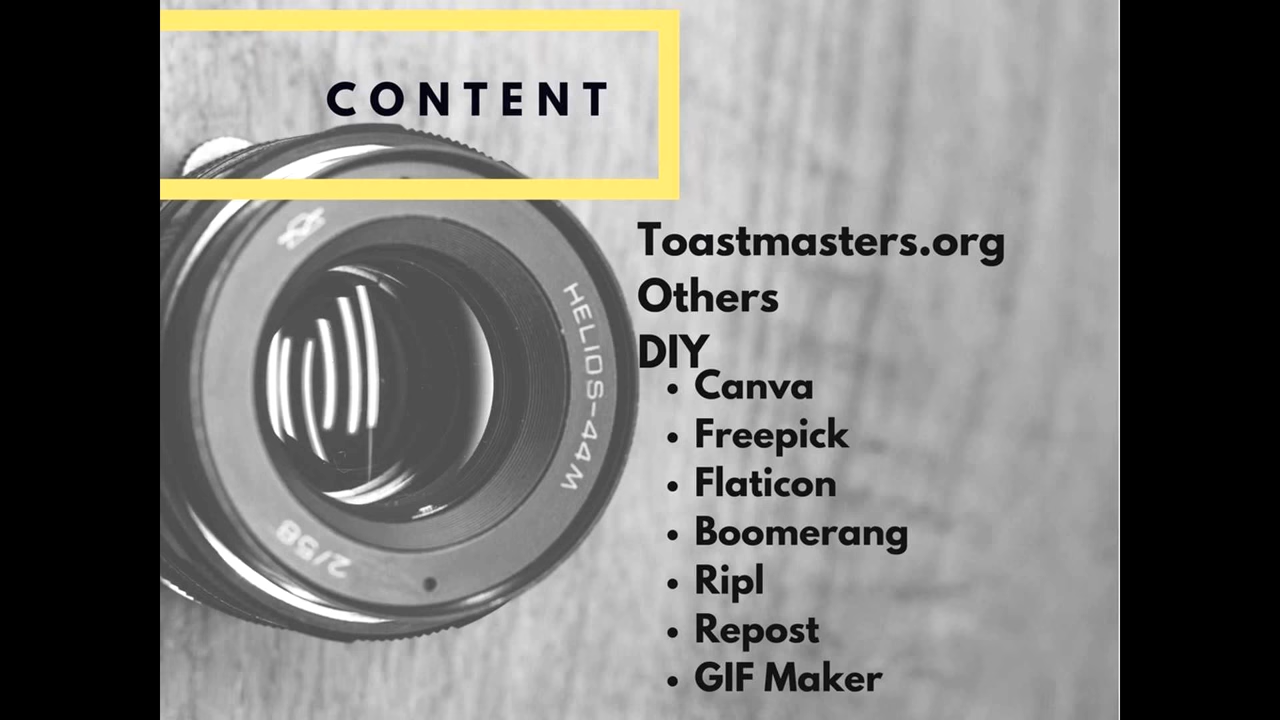 CONTENT
Toastmasters.org
Others
DIY
• Canva
• Freepick
• Flaticon
• Boomerang
• Ripl
• Repost
• GIF Maker
HELIOS-44M
2/58